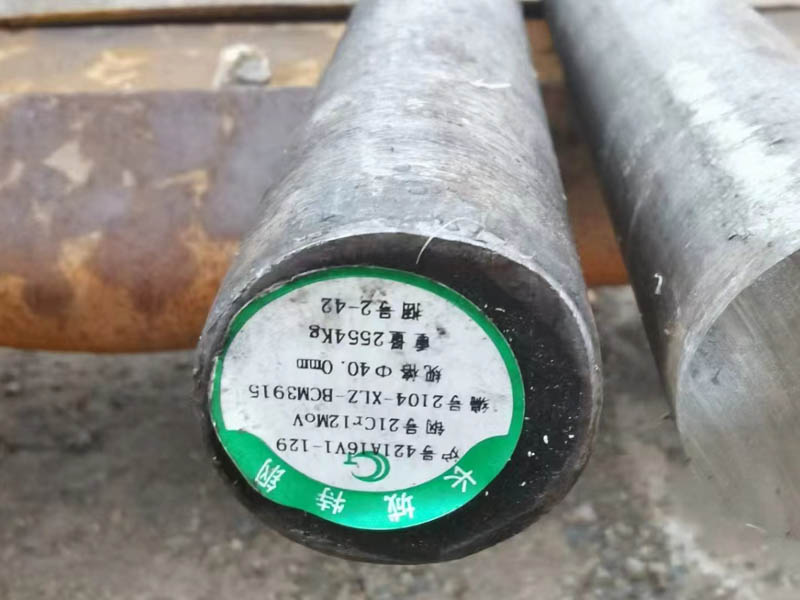 长城特钢
炉号421A16V1-129
钢号21Cr12MoV
编号2104-XLZ-BCM3915
规格Φ40.0mm
重量2554Kg
捆号2-42